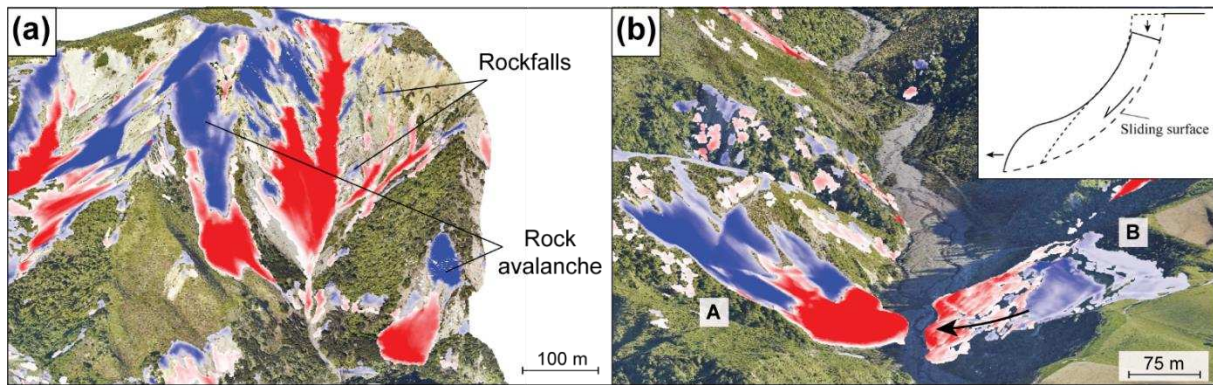 (a)
Rockfalls
Rock
avalanche
100 m
(b)
Sliding surface
A
B
75 m